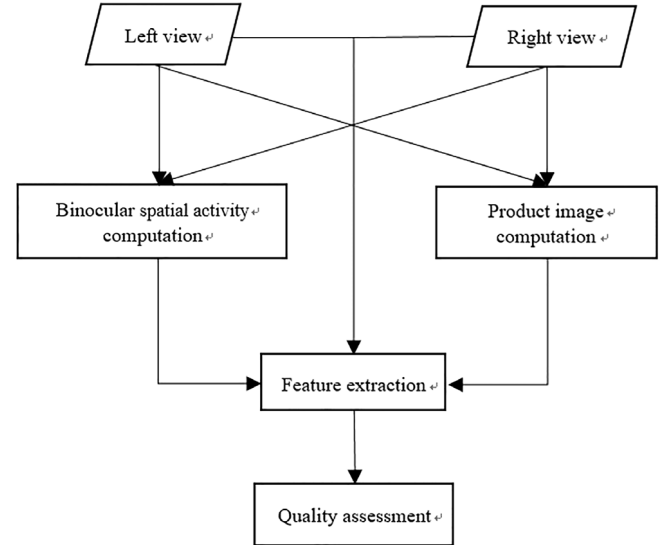 Left view
Right view
Binocular spatial activity
computation
Product image
computation
Feature extraction
Quality assessment